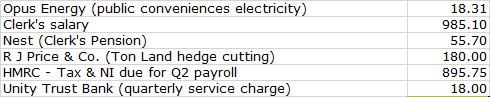 Opus Energy (public conveniences electricity) 18.31
Clerk's salary 985.10
Nest (Clerk's Pension) 55.70
R J Price & Co. (Ton Land hedge cutting) 180.00
HMRC - Tax & NI due for Q2 payroll 895.75
Unity Trust Bank (quarterly service charge) 18.00